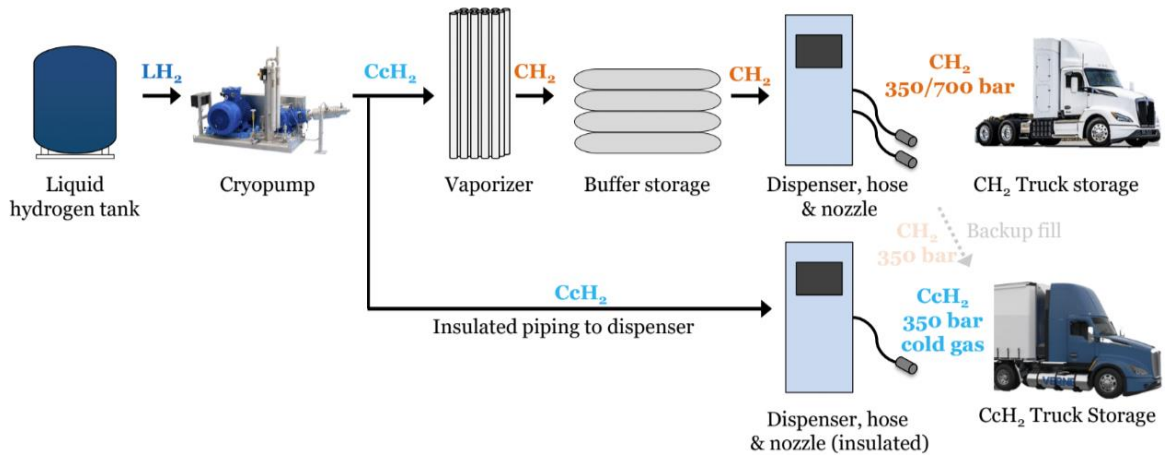 LH₂
CcH₂
CH₂
CH₂
CH₂
350/700 bar
Liquid
hydrogen tank
Cryopump
Vaporizer
Buffer storage
Dispenser, hose
& nozzle
CH₂ Truck storage
CH₂
350 bar
Backup fill
CcH₂
Insulated piping to dispenser
CcH₂
350 bar
cold gas
VERNE
Dispenser, hose
& nozzle (insulated)
CcH₂ Truck Storage